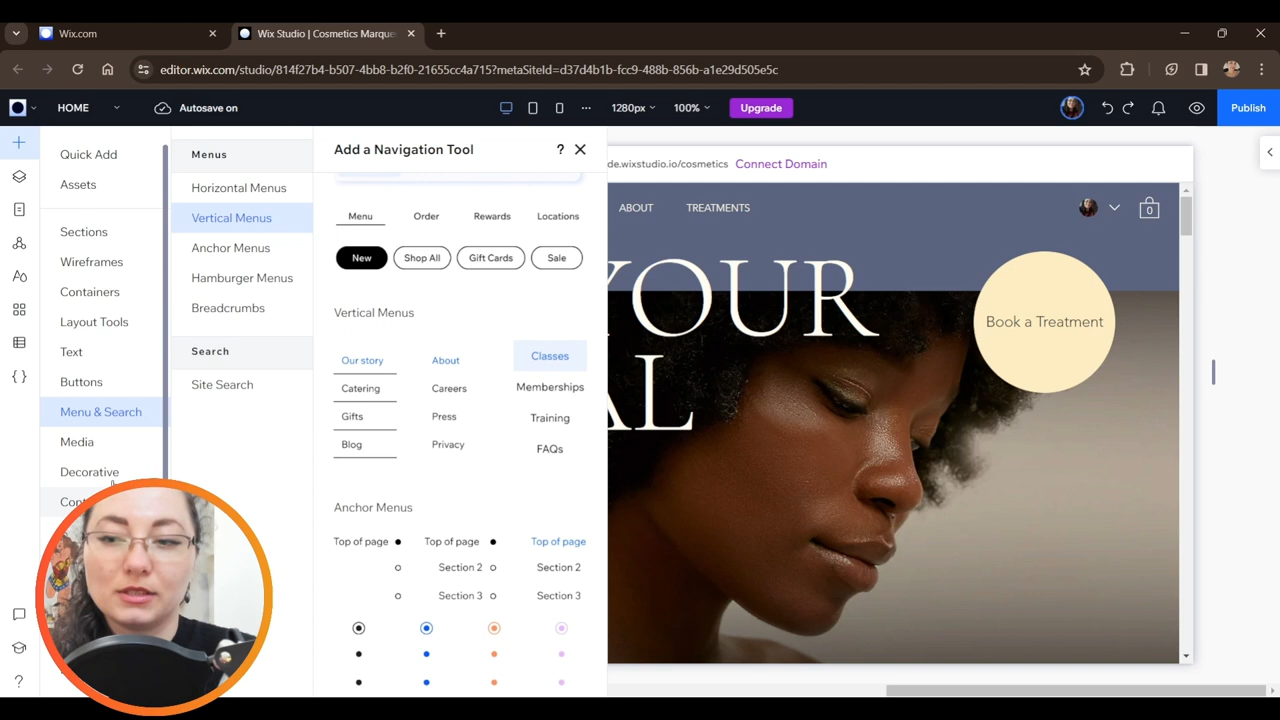 Wix.com
Wix Studio | Cosmetics Marque
editor.wix.com/studio/814f27b4-b507-4bb8-b2f0-21655cc4a715?metaSiteId=d37d4b1b-fcc9-488b-856b-a1e29d505e5c
HOME
Autosave on
1280px
100%
Upgrade
Publish
Quick Add
Assets
Sections
Wireframes
Containers
Layout Tools
Text
Buttons
Menu & Search
Media
Decorative
Menus
Horizontal Menus
Vertical Menus
Anchor Menus
Hamburger Menus
Breadcrumbs
Search
Site Search
Add a Navigation Tool
?
Menu Order Rewards Locations
New Shop All Gift Cards Sale
Vertical Menus
Our story About Classes
Catering Careers Memberships
Gifts Press Training
Blog Privacy FAQs
Anchor Menus
Top of page Top of page Top of page
Section 2 Section 2
Section 3 Section 3
de.wixstudio.io/cosmetics Connect Domain
ABOUT TREATMENTS
0
YOUR
AL
Book a Treatment
?